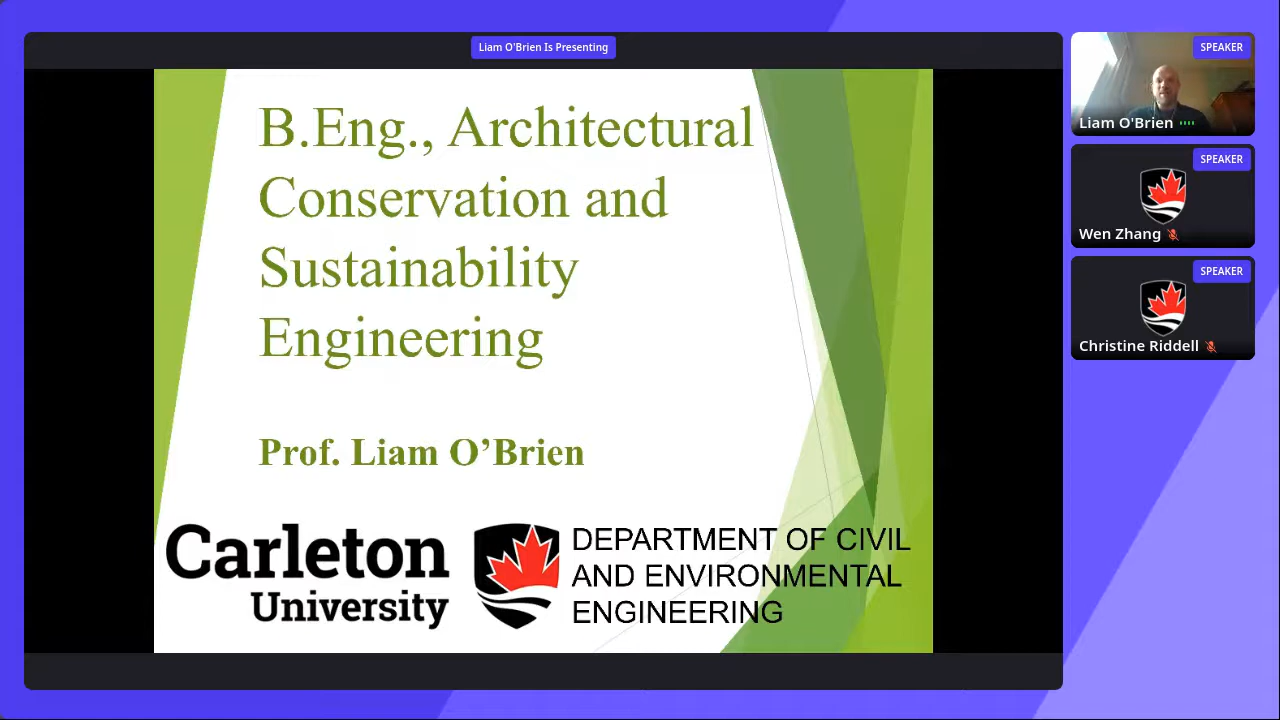 Liam O'Brien Is Presenting
B.Eng., Architectural
Conservation and
Sustainability
Engineering
Prof. Liam O’Brien
Carleton
University
DEPARTMENT OF CIVIL
AND ENVIRONMENTAL
ENGINEERING
SPEAKER
Liam O'Brien
SPEAKER
Wen Zhang
SPEAKER
Christine Riddell